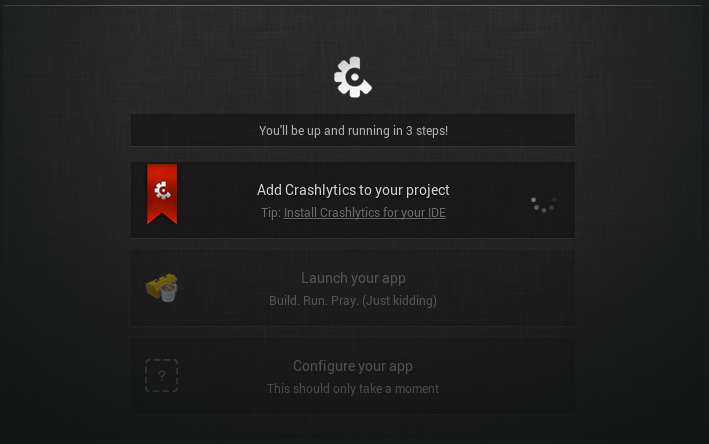 You'll be up and running in 3 steps!
Add Crashlytics to your project
Tip: Install Crashlytics for your IDE
Launch your app
Build. Run. Pray. (Just kidding)
?
Configure your app
This should only take a moment